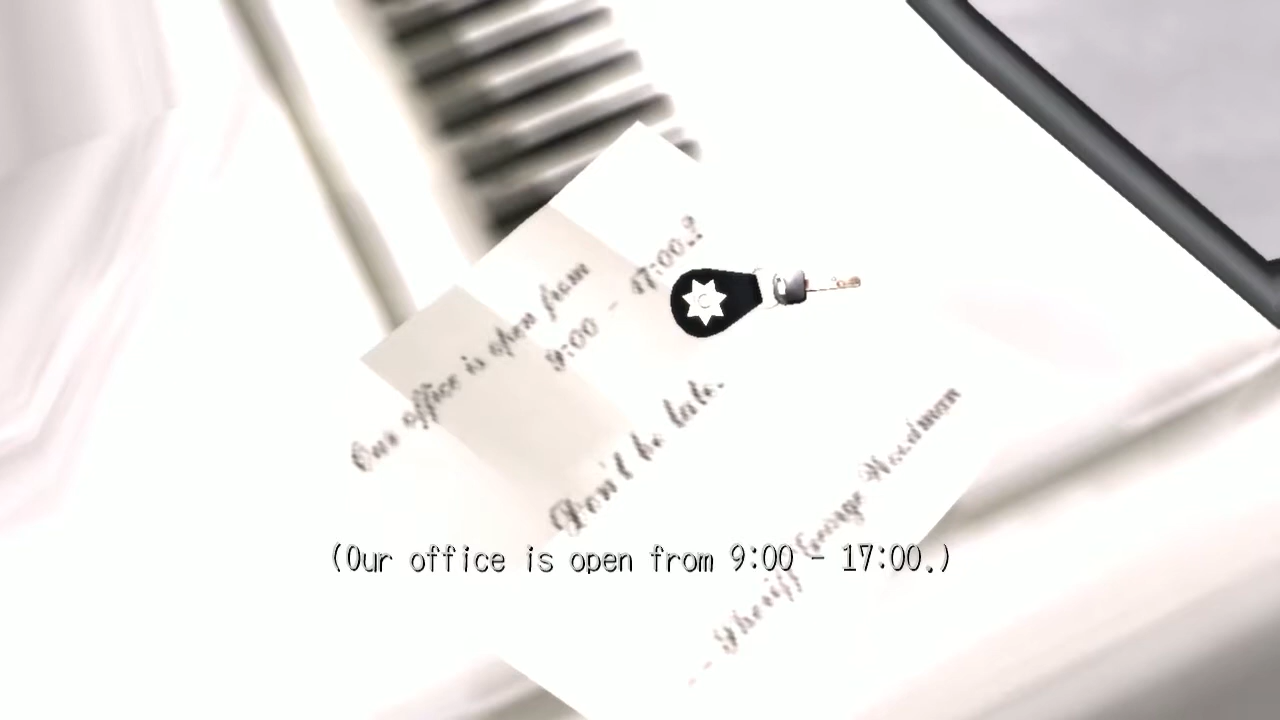 Our office is open from
9:00 - 17:00.
Don't be late.
-- Sheriff George Woodman
(Our office is open from 9:00 - 17:00.)